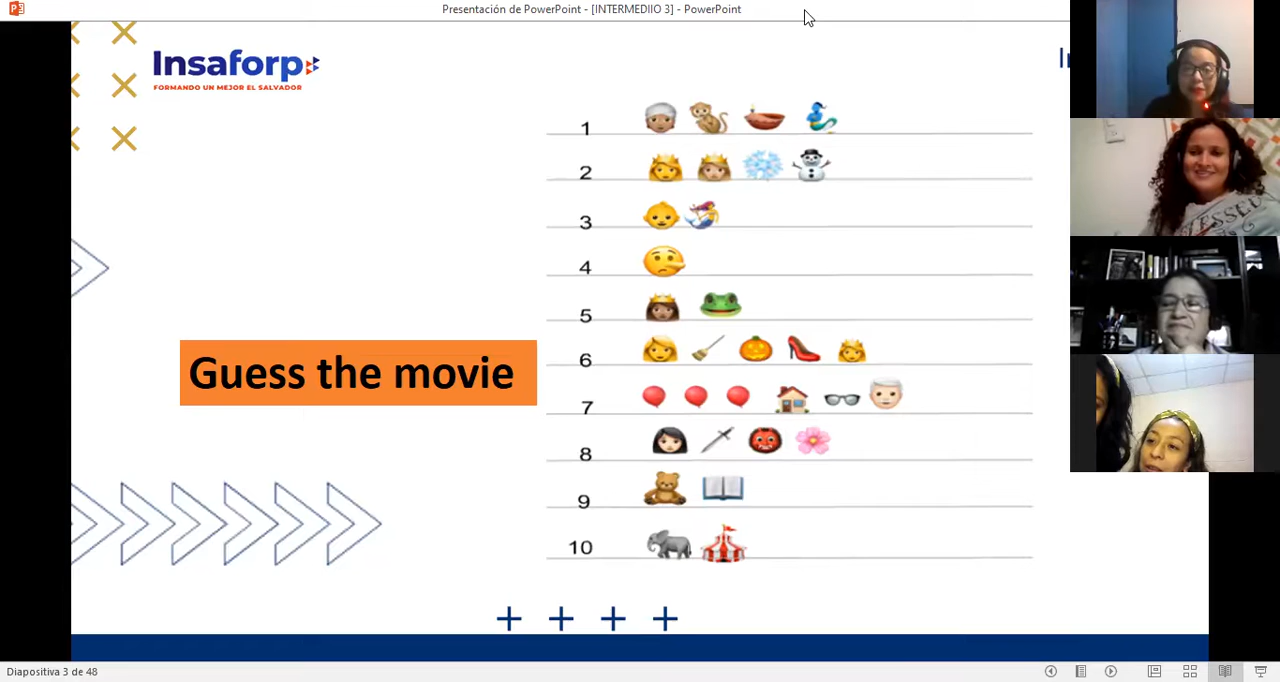 Presentación de PowerPoint - [INTERMEDIIO 3] - PowerPoint
Insaforp
FORMANDO UN MEJOR EL SALVADOR
1
2
3
4
5
6
7
8
9
10
Guess the movie
Diapositiva 3 de 48